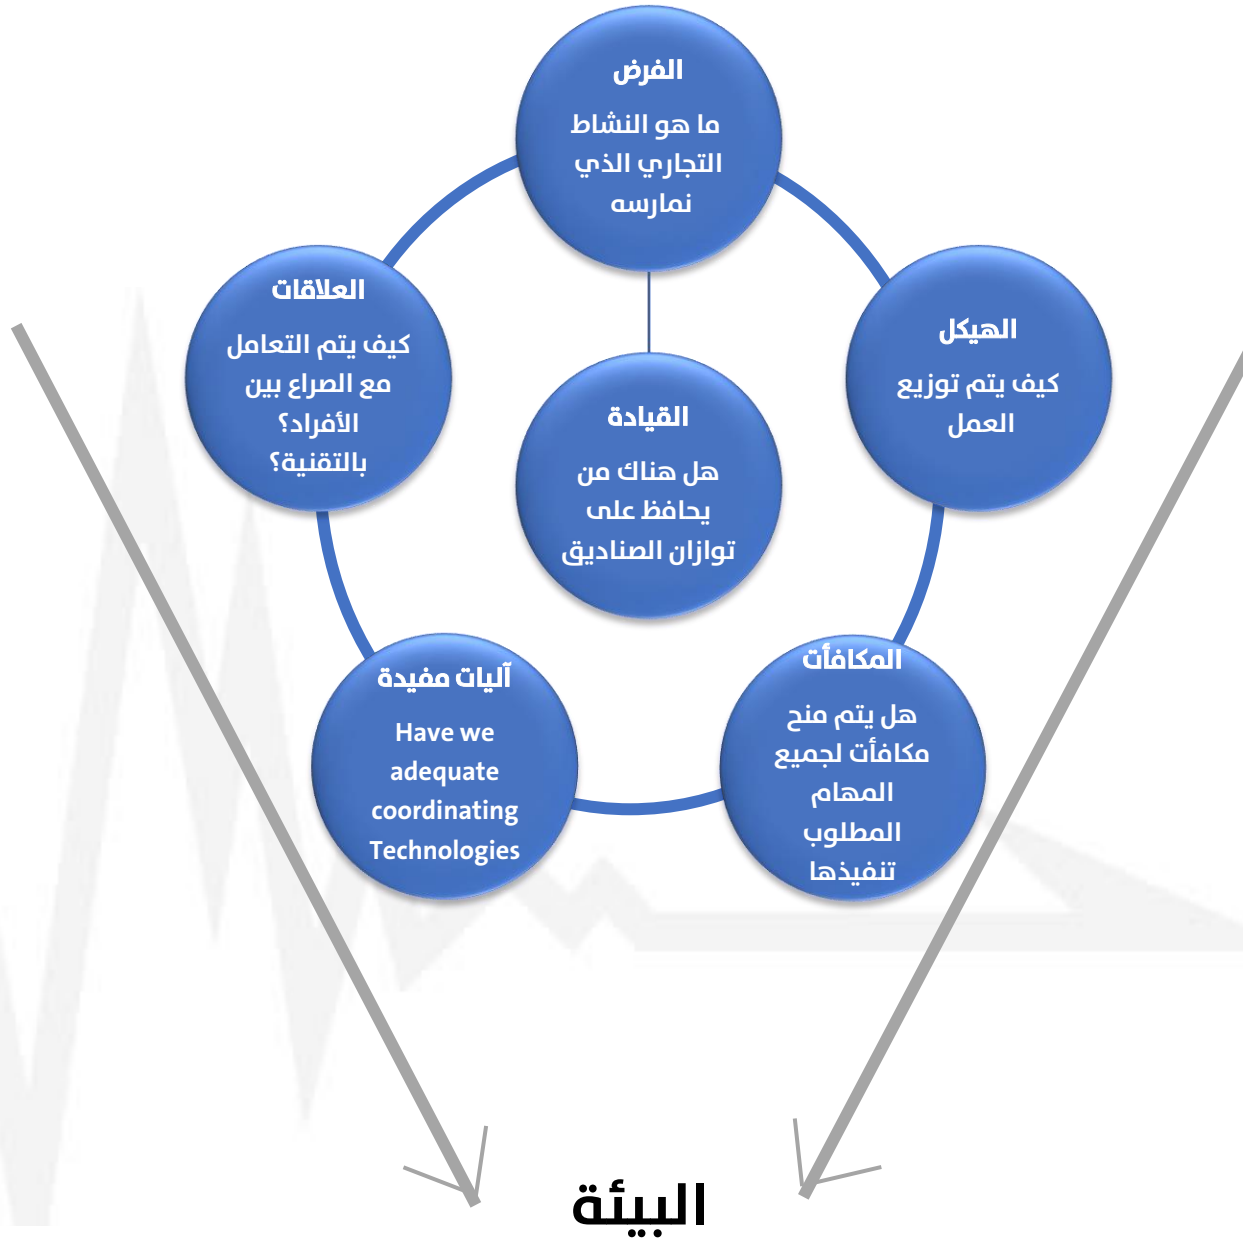 الفرض
ما هو النشاط
التجاري الذي
نمارسه
الهيكل
كيف يتم توزيع
العمل
المكافأت
هل يتم منح
مكافأت لجميع
المهام
المطلوب
تنفيذها
آليات مفيدة
Have we
adequate
coordinating
Technologies
العلاقات
كيف يتم التعامل
مع الصراع بين
الأفراد؟
بالتقنية؟
القيادة
هل هناك من
يحافظ على
توازان الصناديق
البيئة